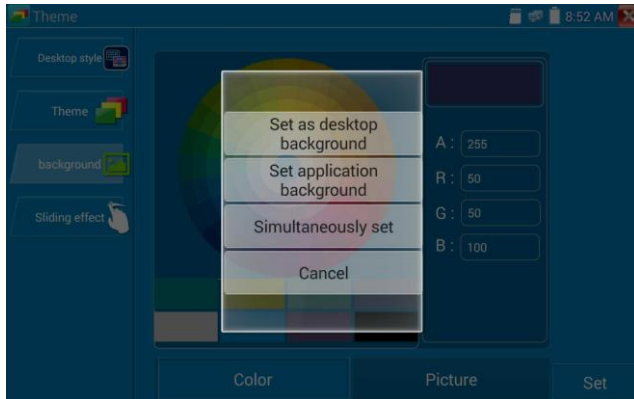 Theme
8:52 AM
Desktop style
Theme
background
Sliding effect
Set as desktop
background
Set application
background
Simultaneously set
Cancel
A : 255
R : 50
G : 50
B : 100
Color
Picture
Set